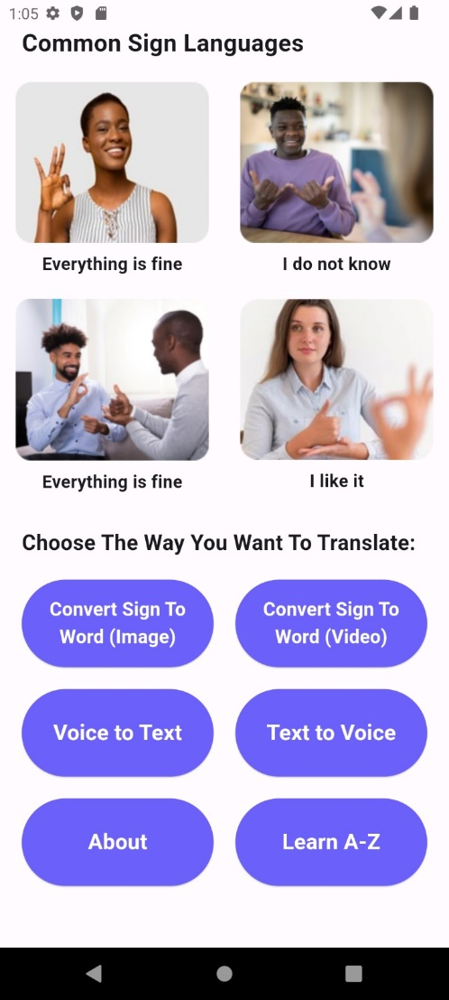 1:05
Common Sign Languages
Everything is fine
I do not know
Everything is fine
I like it
Choose The Way You Want To Translate:
Convert Sign To
Word (Image)
Convert Sign To
Word (Video)
Voice to Text
Text to Voice
About
Learn A-Z